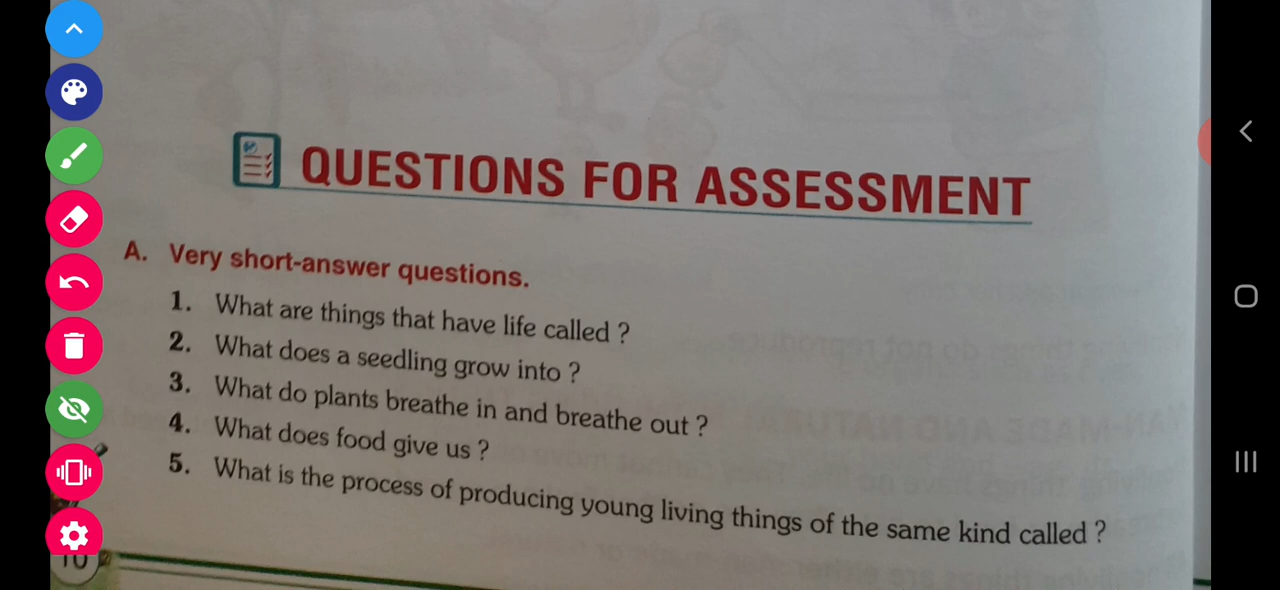 QUESTIONS FOR ASSESSMENT
A. Very short-answer questions.
1. What are things that have life called ?
2. What does a seedling grow into ?
3. What do plants breathe in and breathe out ?
4. What does food give us ?
5. What is the process of producing young living things of the same kind called ?
10